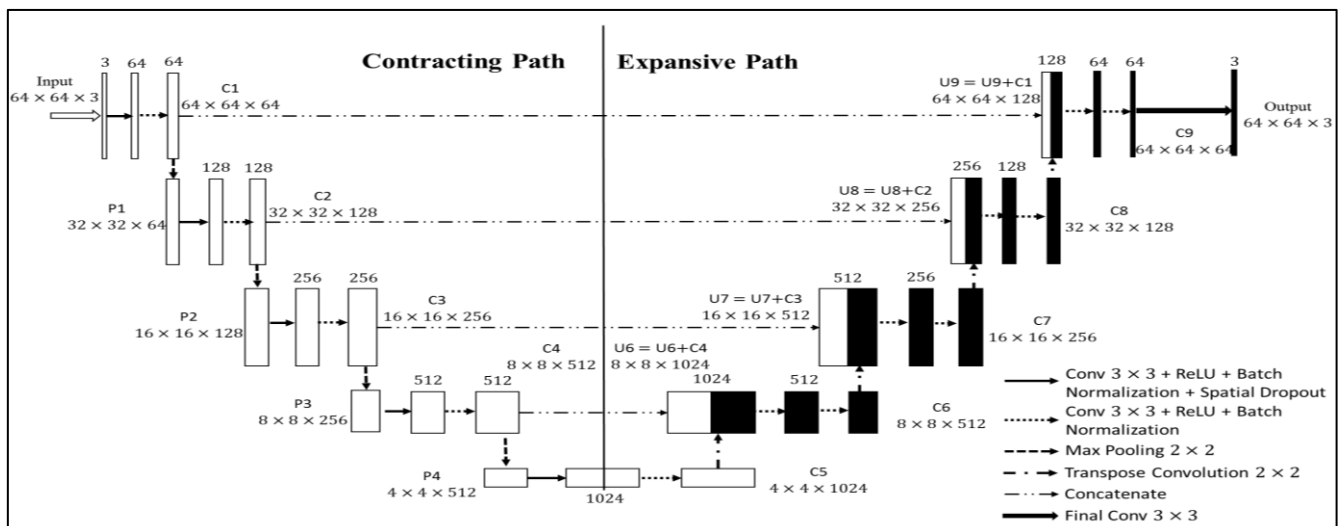 Contracting Path
Expansive Path
Input
64 × 64 × 3
3
64
64
C1
64 × 64 × 64
U9 = U9+C1
64 × 64 × 128
128
64
64
3
C9
64 × 64 × 64
Output
64 × 64 × 3
P1
32 × 32 × 64
128
128
C2
32 × 32 × 128
U8 = U8+C2
32 × 32 × 256
256
128
C8
32 × 32 × 128
P2
16 × 16 × 128
256
256
C3
16 × 16 × 256
U7 = U7+C3
16 × 16 × 512
512
256
C7
16 × 16 × 256
P3
8 × 8 × 256
512
512
C4
8 × 8 × 512
U6 = U6+C4
8 × 8 × 1024
1024
512
C6
8 × 8 × 512
P4
4 × 4 × 512
1024
C5
4 × 4 × 1024
Conv 3 × 3 + ReLU + Batch
Normalization + Spatial Dropout
Conv 3 × 3 + ReLU + Batch
Normalization
Max Pooling 2 × 2
Transpose Convolution 2 × 2
Concatenate
Final Conv 3 × 3